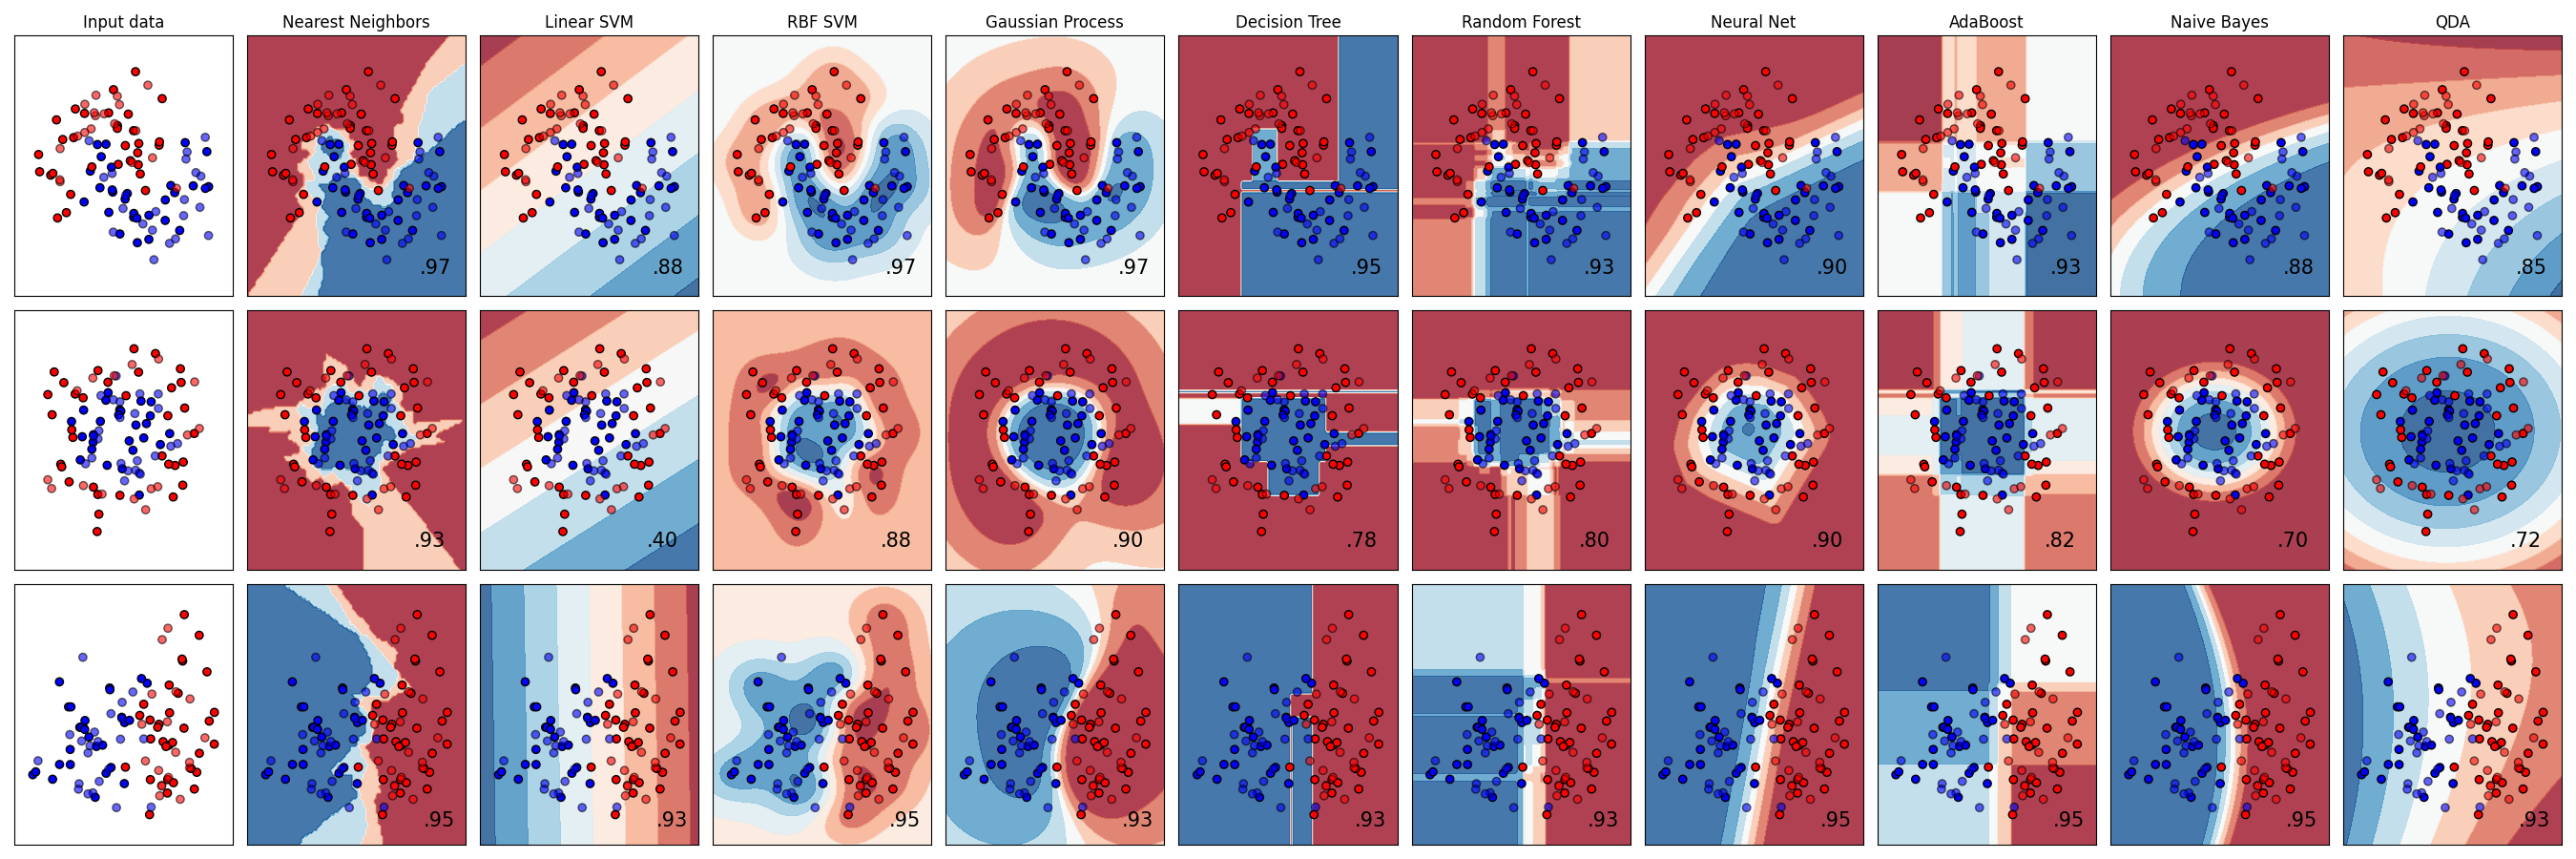 Input data Nearest Neighbors Linear SVM RBF SVM Gaussian Process Decision Tree Random Forest Neural Net AdaBoost Naive Bayes QDA
.97 .88 .97 .97 .95 .93 .90 .93 .88 .85
.93 .40 .88 .90 .78 .80 .90 .82 .70 .72
.95 .93 .95 .93 .93 .93 .95 .95 .95 .93